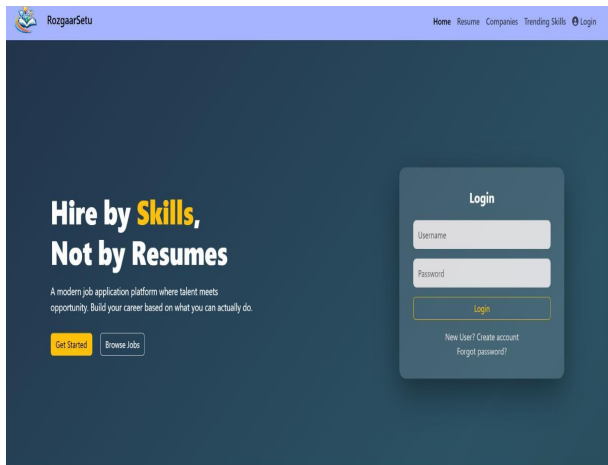 RozgaarSetu
Home Resume Companies Trending Skills Login
Hire by Skills,
Not by Resumes
A modern job application platform where talent meets
opportunity. Build your career based on what you can actually do.
Get Started Browse Jobs
Login
Username
Password
Login
New User? Create account
Forgot password?